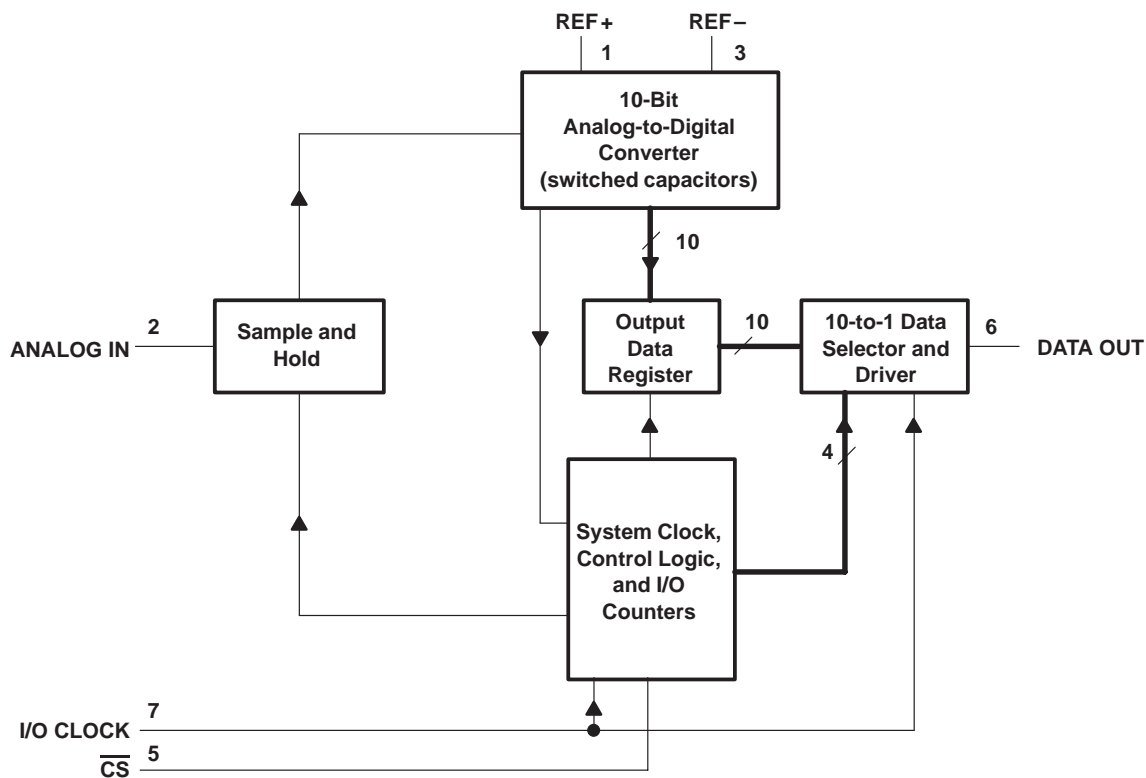 REF+
REF–
1
3
10-Bit
Analog-to-Digital
Converter
(switched capacitors)
10
2
ANALOG IN
Sample and
Hold
Output
Data
Register
10
10-to-1 Data
Selector and
Driver
6
DATA OUT
4
System Clock,
Control Logic,
and I/O
Counters
7
I/O CLOCK
5
C̅S̅